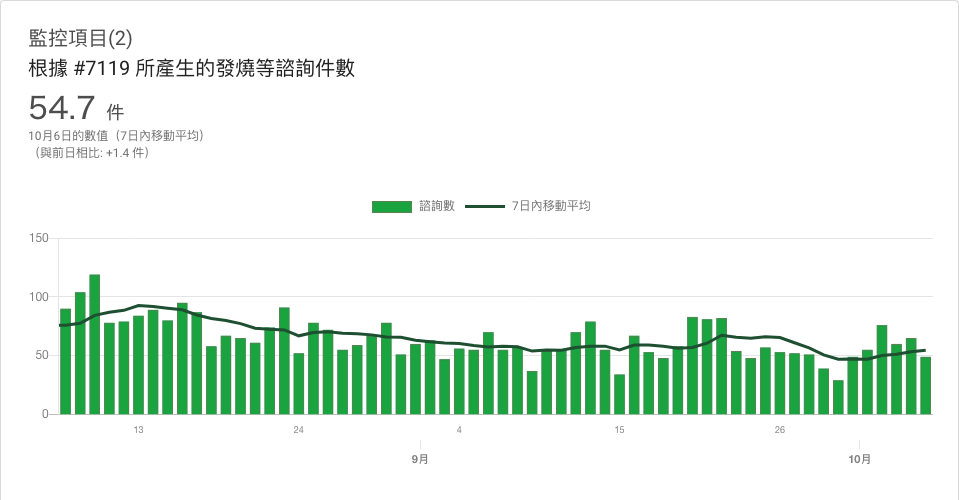 監控項目(2)
根據 #7119 所產生的發燒等諮詢件數
54.7 件
10月6日的數值（7日內移動平均）
（與前日相比: +1.4 件）
諮詢數 7日內移動平均
150
100
50
0
13 24 4 15 26
9月 10月